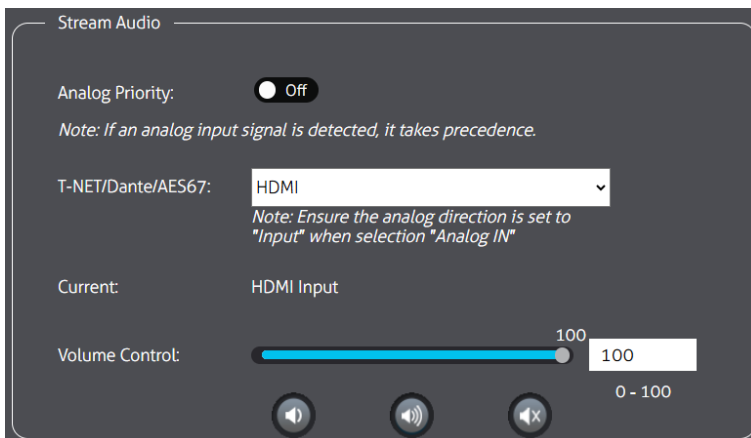 Stream Audio
Analog Priority:
Off
Note: If an analog input signal is detected, it takes precedence.
T-NET/Dante/AES67:
HDMI
Note: Ensure the analog direction is set to
"Input" when selection "Analog IN"
Current:
HDMI Input
100
Volume Control:
100
0 - 100